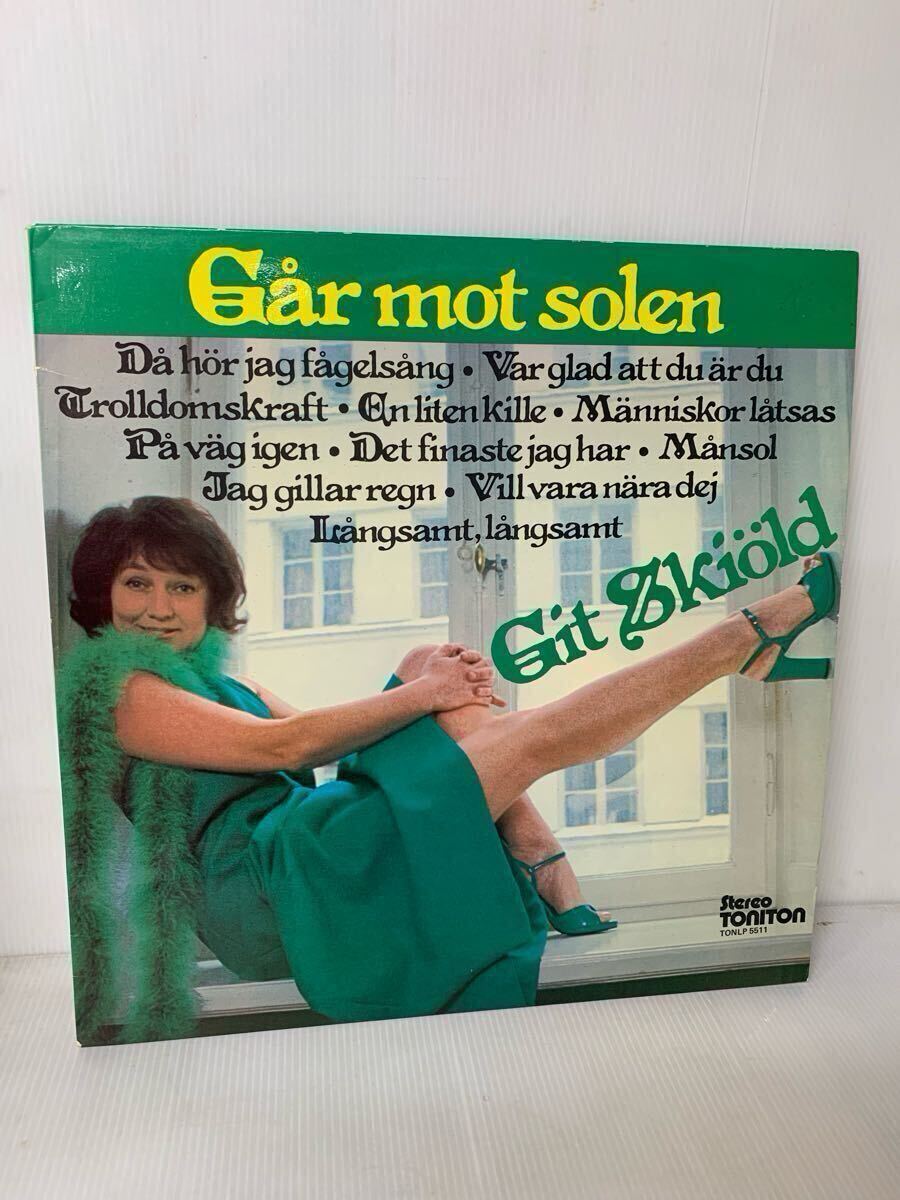 Går mot solen
Då hör jag fågelsång • Var glad att du är du
Trolldomskraft • En liten kille • Människor låtsas
På väg igen • Det finaste jag har • Månsol
Jag gillar regn • Vill vara nära dej
Långsamt, långsamt
Git Skiöld
Stereo
TONITON
TONLP 5511